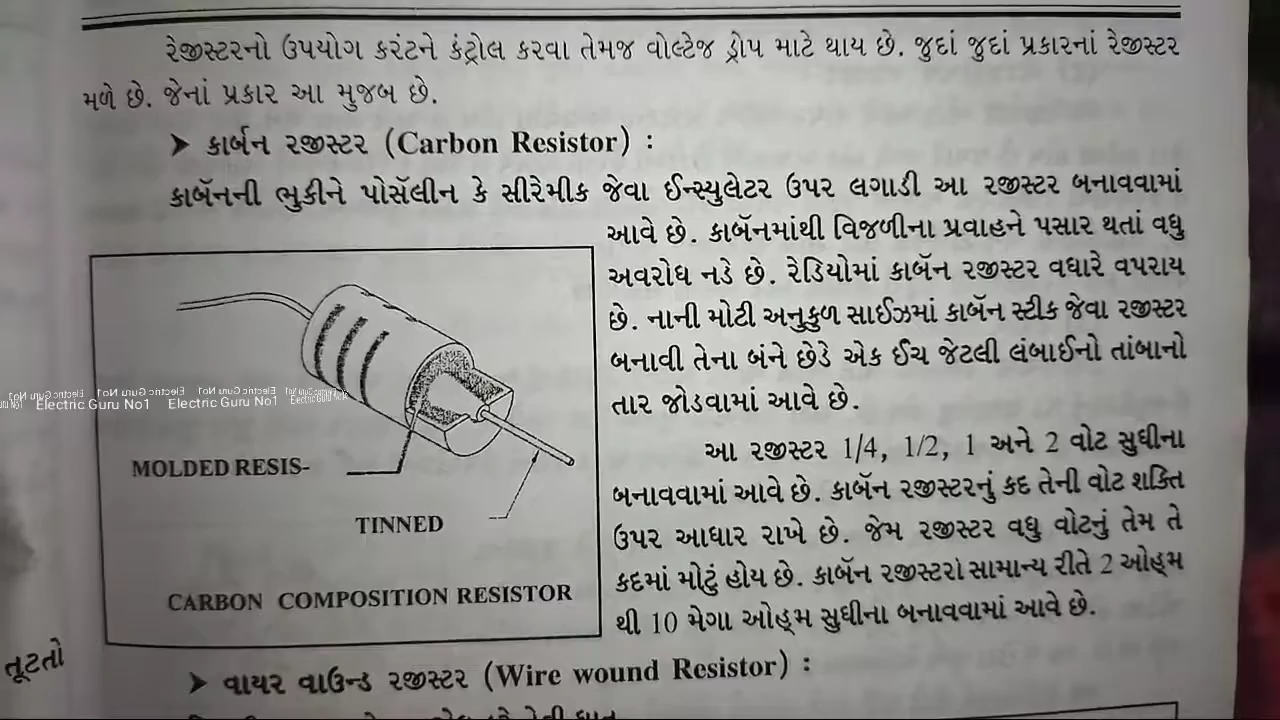 રેજીસ્ટરનો ઉપયોગ કરંટને કંટ્રોલ કરવા તેમજ વોલ્ટેજ ડ્રોપ માટે થાય છે. જુદાં જુદાં પ્રકારનાં રેજીસ્ટર
મળે છે. જેનાં પ્રકાર આ મુજબ છે.
➤ કાર્બન રજીસ્ટર (Carbon Resistor) :
કાર્બનની ભુકીને પોર્સૅલીન કે સીરેમીક જેવા ઈન્સ્યુલેટર ઉપર લગાડી આ રજીસ્ટર બનાવવામાં
આવે છે. કાર્બનમાંથી વિજળીના પ્રવાહને પસાર થતાં વધુ
અવરોધ નડે છે. રેડિયોમાં કાર્બન રજીસ્ટર વધારે વપરાય
છે. નાની મોટી અનુકુળ સાઈઝમાં કાર્બન સ્ટીક જેવા રજીસ્ટર
બનાવી તેના બંને છેડે એક ઈચ જેટલી લંબાઈનો તાંબાનો
તાર જોડવામાં આવે છે.
આ રજીસ્ટર 1/4, 1/2, 1 અને 2 વોટ સુધીના
બનાવવામાં આવે છે. કાર્બન રજીસ્ટરનું કદ તેની વોટ શક્તિ
ઉપર આધાર રાખે છે. જેમ રજીસ્ટર વધુ વોટનું તેમ તે
કદમાં મોટું હોય છે. કાર્બન રજીસ્ટરો સામાન્ય રીતે 2 ઓહ્મ
થી 10 મેગા ઓહ્મ સુધીના બનાવવામાં આવે છે.
MOLDED RESIS-
TINNED
CARBON COMPOSITION RESISTOR
Electric Guru No1 Electric Guru No1
તૂટતો
➤ વાયર વાઉન્ડ રજીસ્ટર (Wire wound Resistor) :